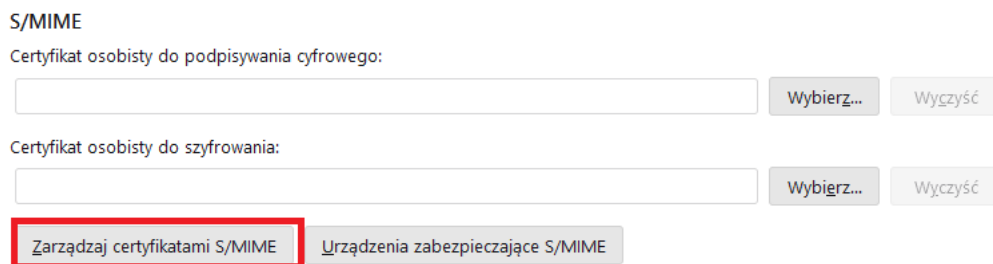 S/MIME
Certyfikat osobisty do podpisywania cyfrowego:
Wybierz... Wyczyść
Certyfikat osobisty do szyfrowania:
Wybierz... Wyczyść
Zarządzaj certyfikatami S/MIME Urządzenia zabezpieczające S/MIME